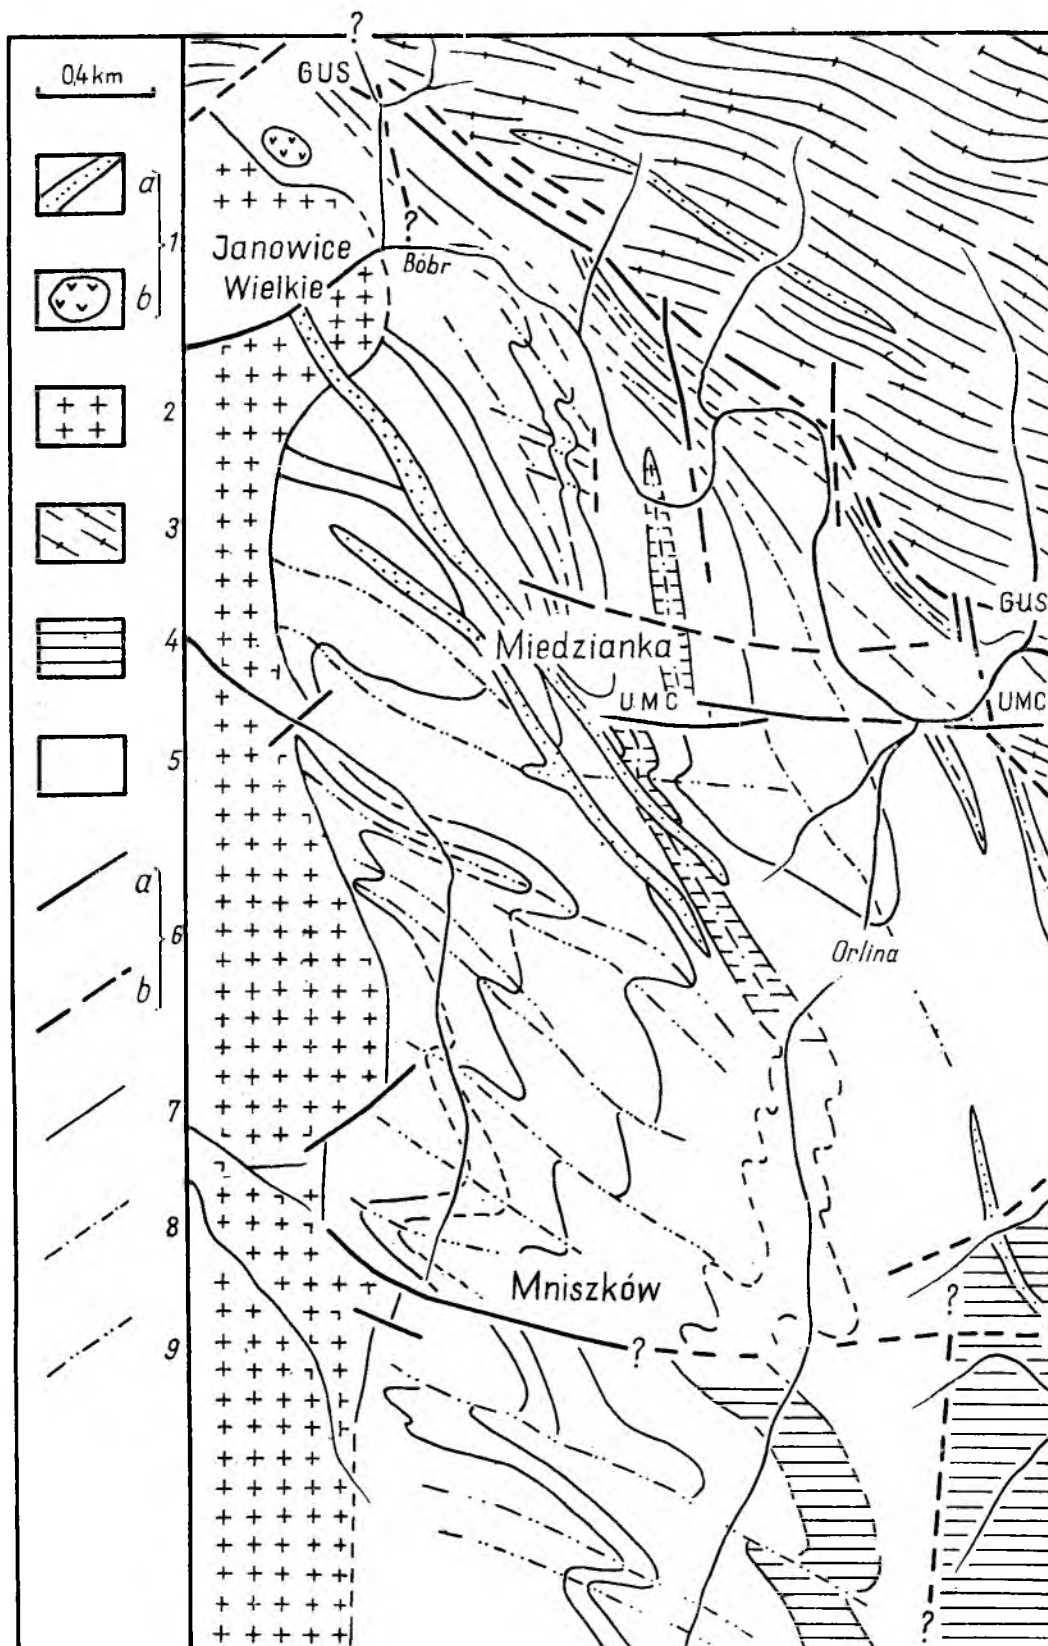 ?
0,4 km
GUS
a
1
b
?
Janowice
Wielkie
Bóbr
2
3
GUS
4
Miedzianka
UMC
UMC
5
a
6
b
Orlina
7
8
Mniszków
?
9
?
?